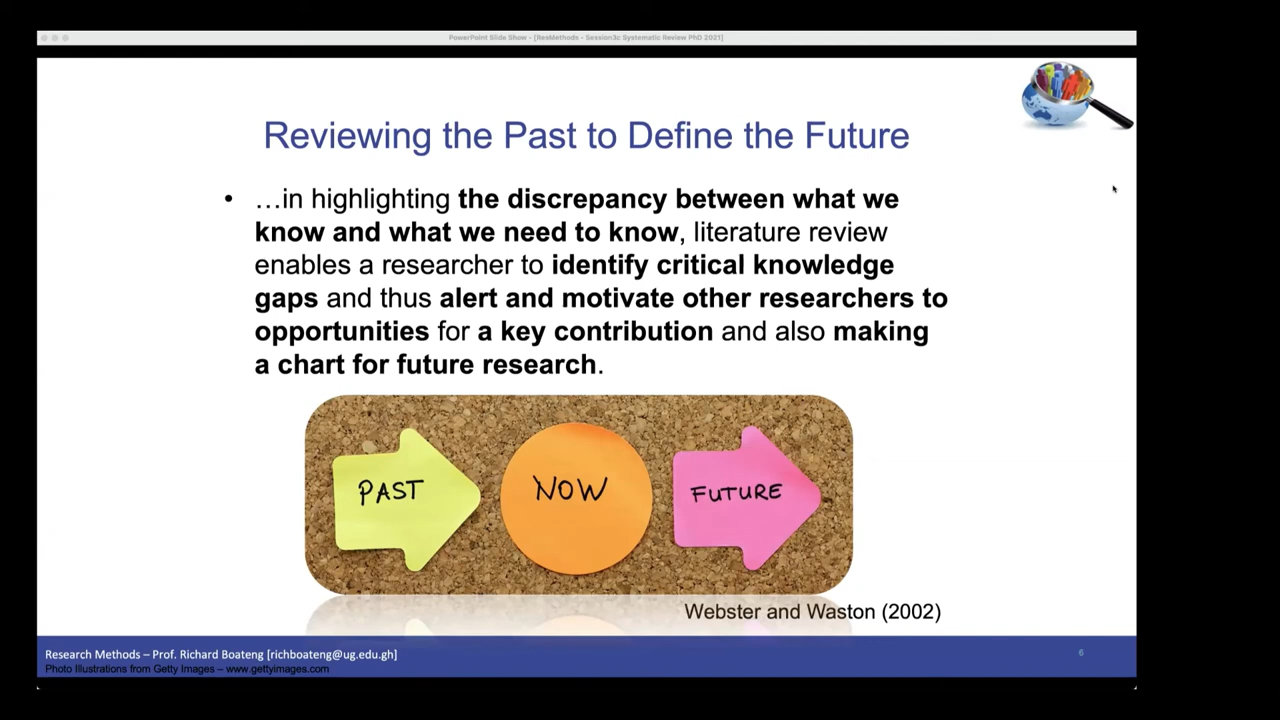 PowerPoint Slide Show - [ResMethods - Session3c Systematic Review PhD 2021]
Reviewing the Past to Define the Future
• …in highlighting the discrepancy between what we
know and what we need to know, literature review
enables a researcher to identify critical knowledge
gaps and thus alert and motivate other researchers to
opportunities for a key contribution and also making
a chart for future research.
PAST NOW FUTURE
Webster and Waston (2002)
Research Methods – Prof. Richard Boateng [richboateng@ug.edu.gh]
6
Photo Illustrations from Getty Images – www.gettyimages.com